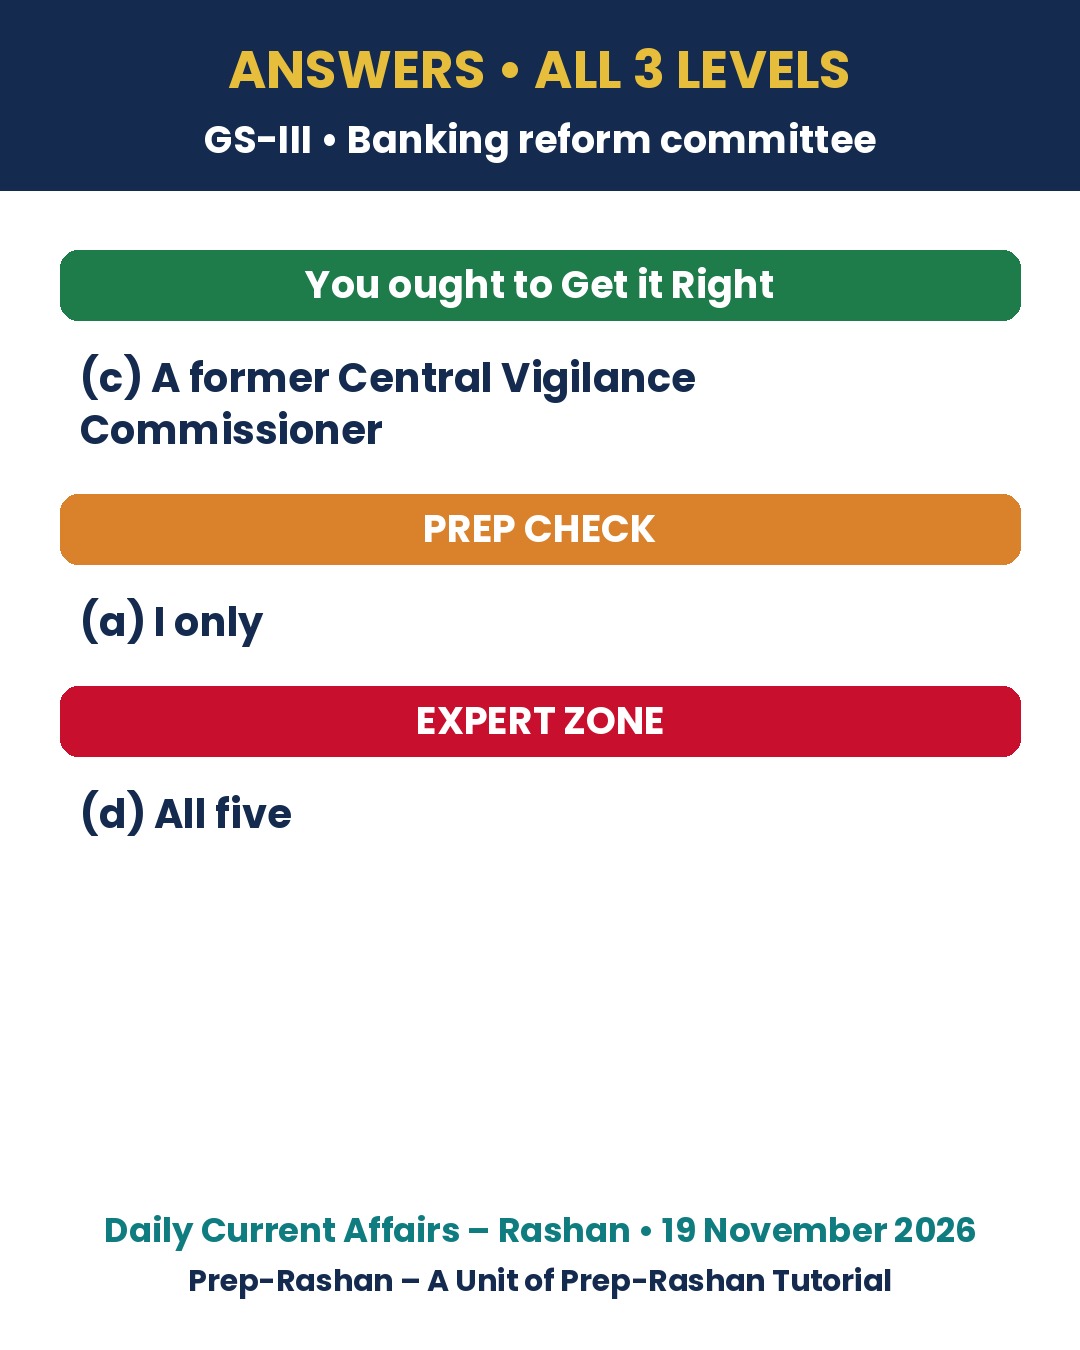 ANSWERS • ALL 3 LEVELS
GS-III • Banking reform committee
You ought to Get it Right
(c) A former Central Vigilance
Commissioner
PREP CHECK
(a) I only
EXPERT ZONE
(d) All five
Daily Current Affairs – Rashan • 19 November 2026
Prep-Rashan – A Unit of Prep-Rashan Tutorial